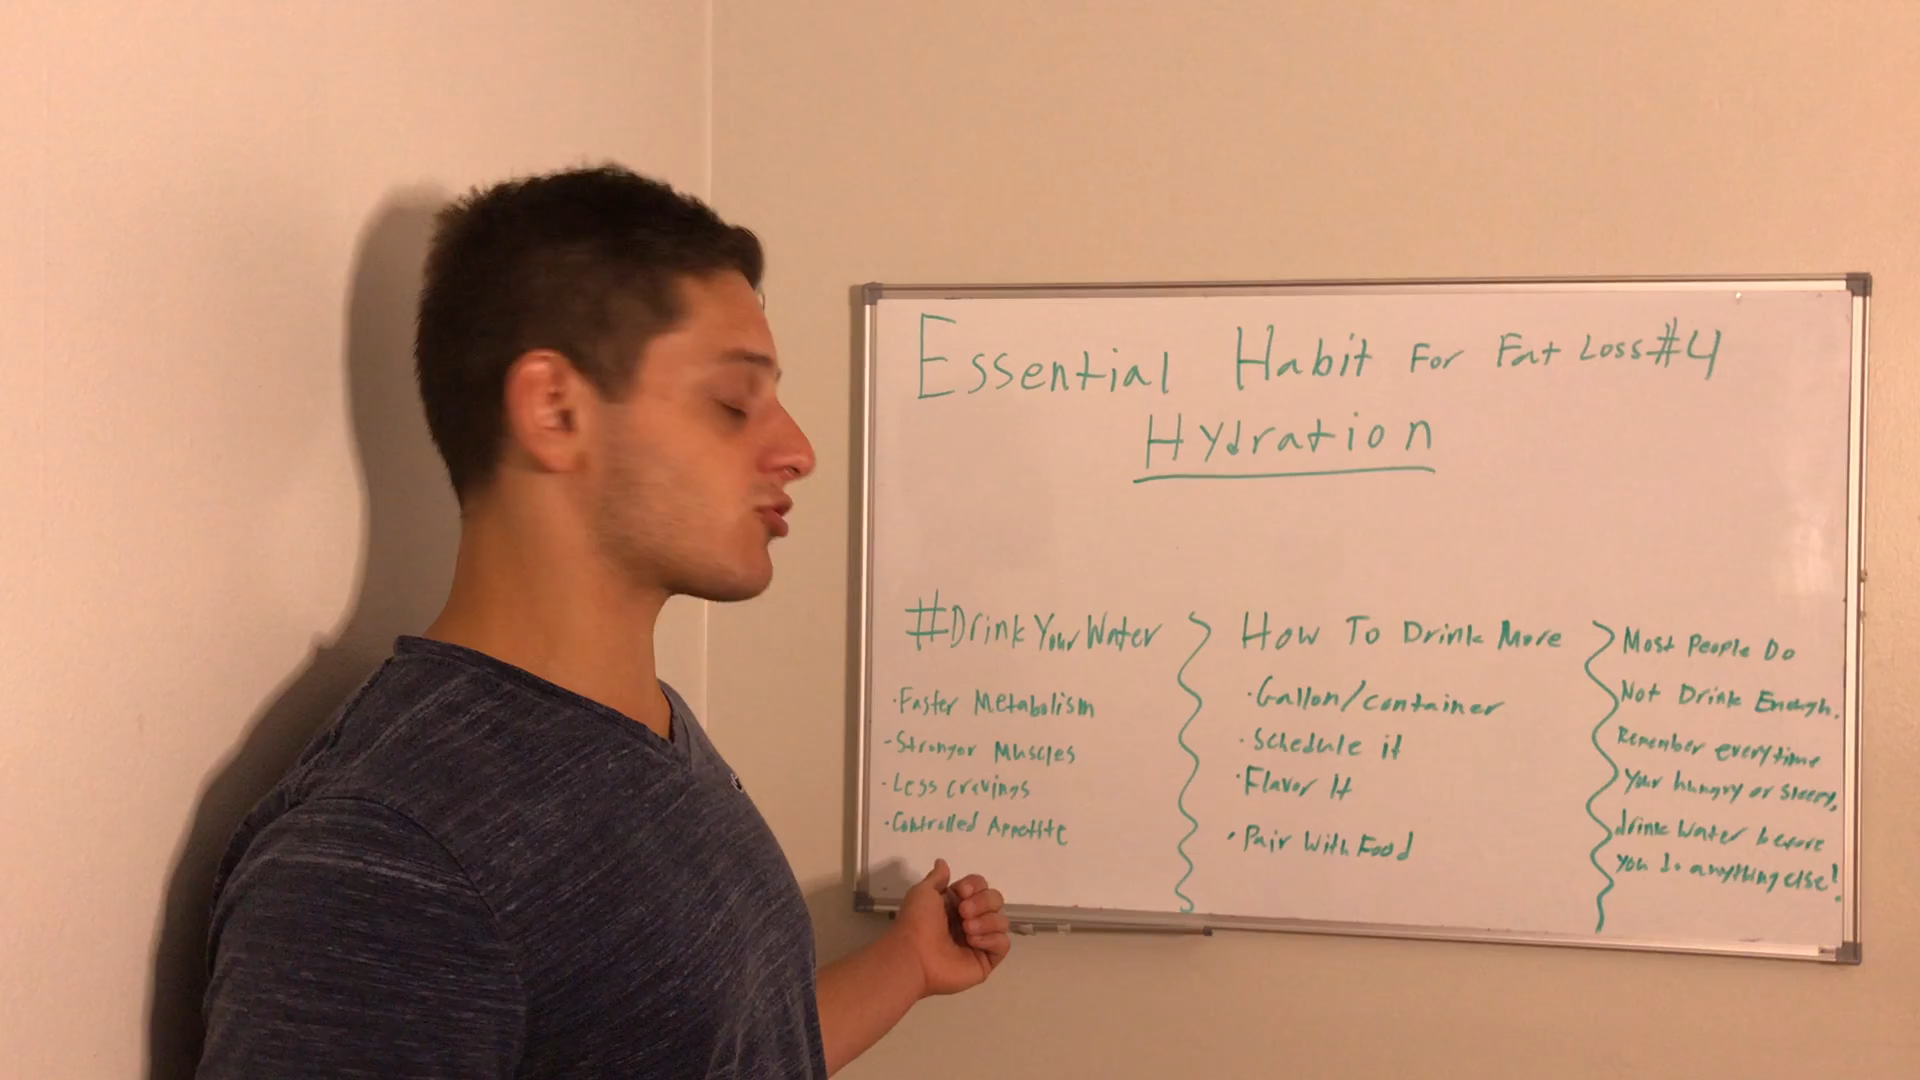 Essential Habit For Fat Loss #4
Hydration
#DrinkYourWater
· Faster Metabolism
- Stronger Muscles
· Less cravings
· Controlled Appetite
How To Drink More
· Gallon/container
· Schedule it
· Flavor It
· Pair With Food
Most People Do
Not Drink Enough.
Remember everytime
your hungry or sleepy,
drink water before
you do anything else!